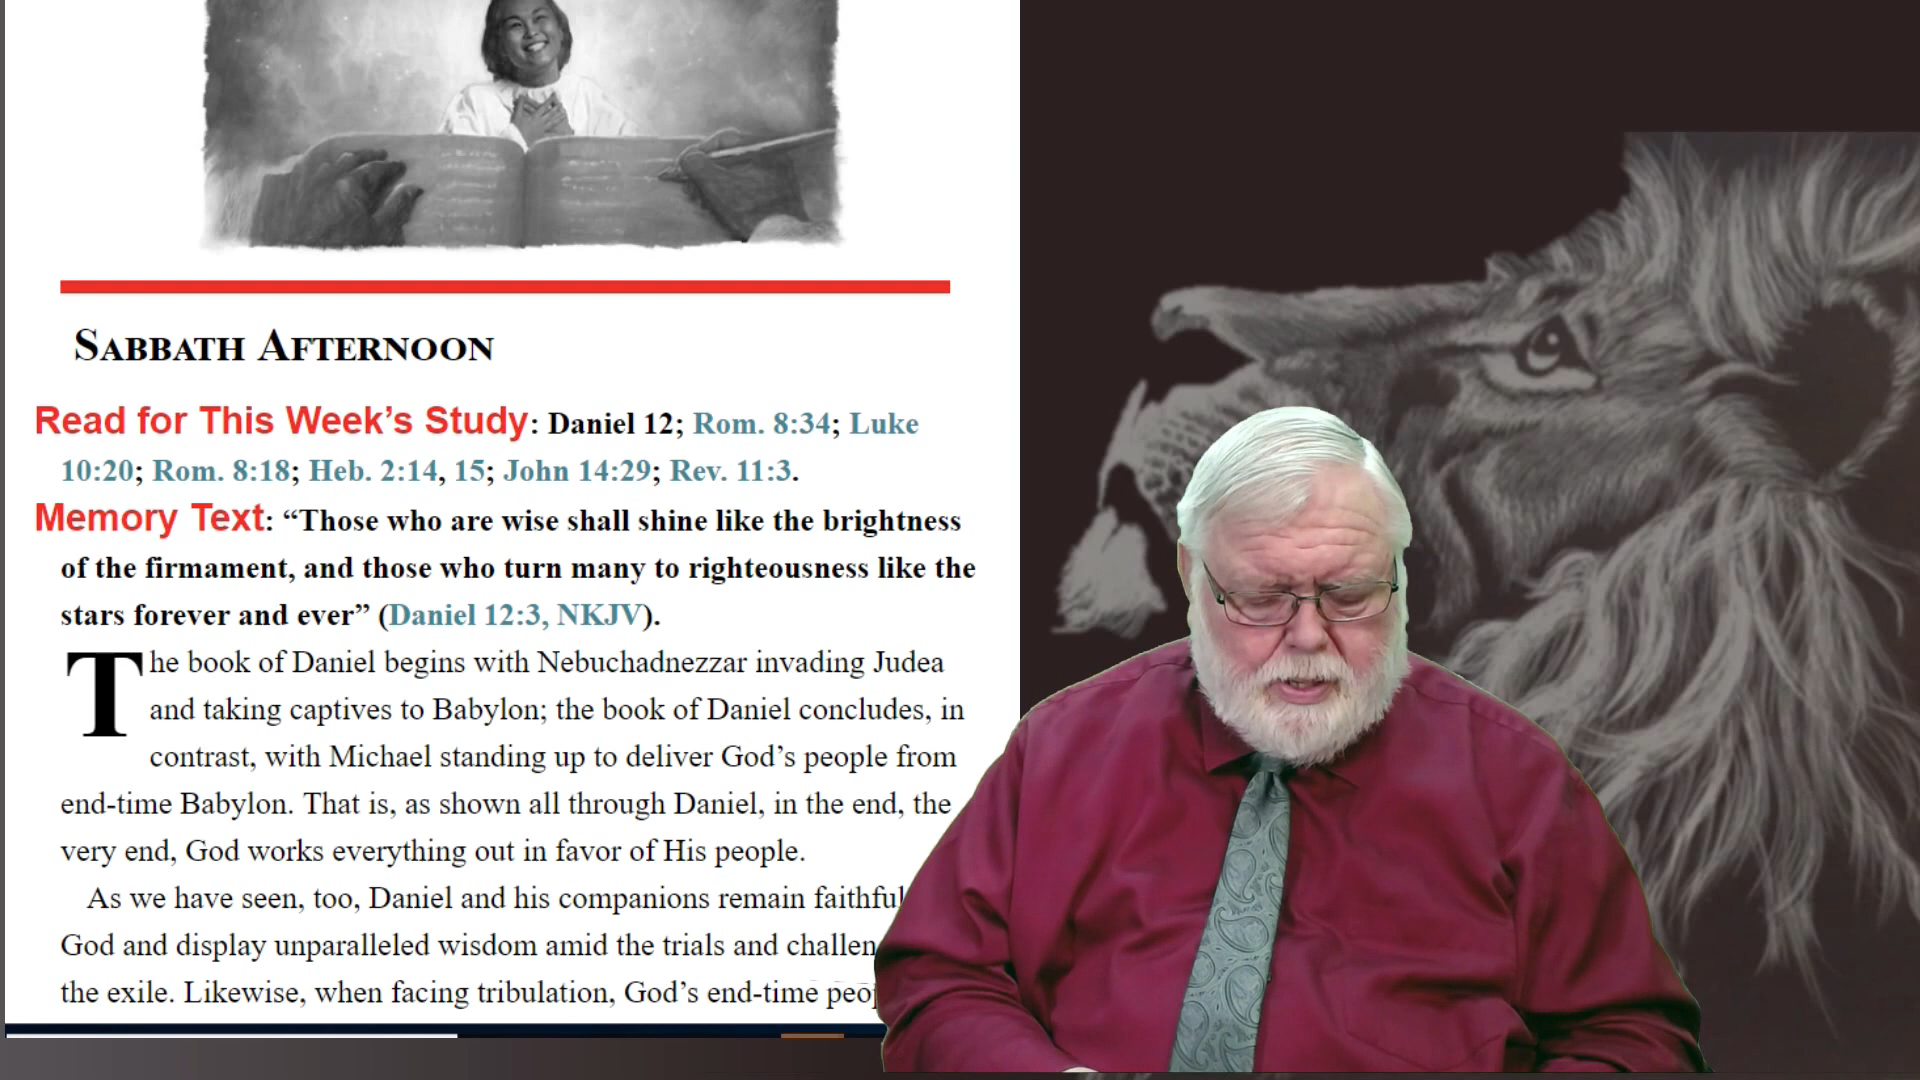 SABBATH AFTERNOON
Read for This Week’s Study: Daniel 12; Rom. 8:34; Luke
10:20; Rom. 8:18; Heb. 2:14, 15; John 14:29; Rev. 11:3.
Memory Text: “Those who are wise shall shine like the brightness
of the firmament, and those who turn many to righteousness like the
stars forever and ever” (Daniel 12:3, NKJV).
The book of Daniel begins with Nebuchadnezzar invading Judea
and taking captives to Babylon; the book of Daniel concludes, in
contrast, with Michael standing up to deliver God’s people from
end-time Babylon. That is, as shown all through Daniel, in the end, the
very end, God works everything out in favor of His people.
As we have seen, too, Daniel and his companions remain faithful
God and display unparalleled wisdom amid the trials and
the exile. Likewise, when facing tribulation, God’s end-time